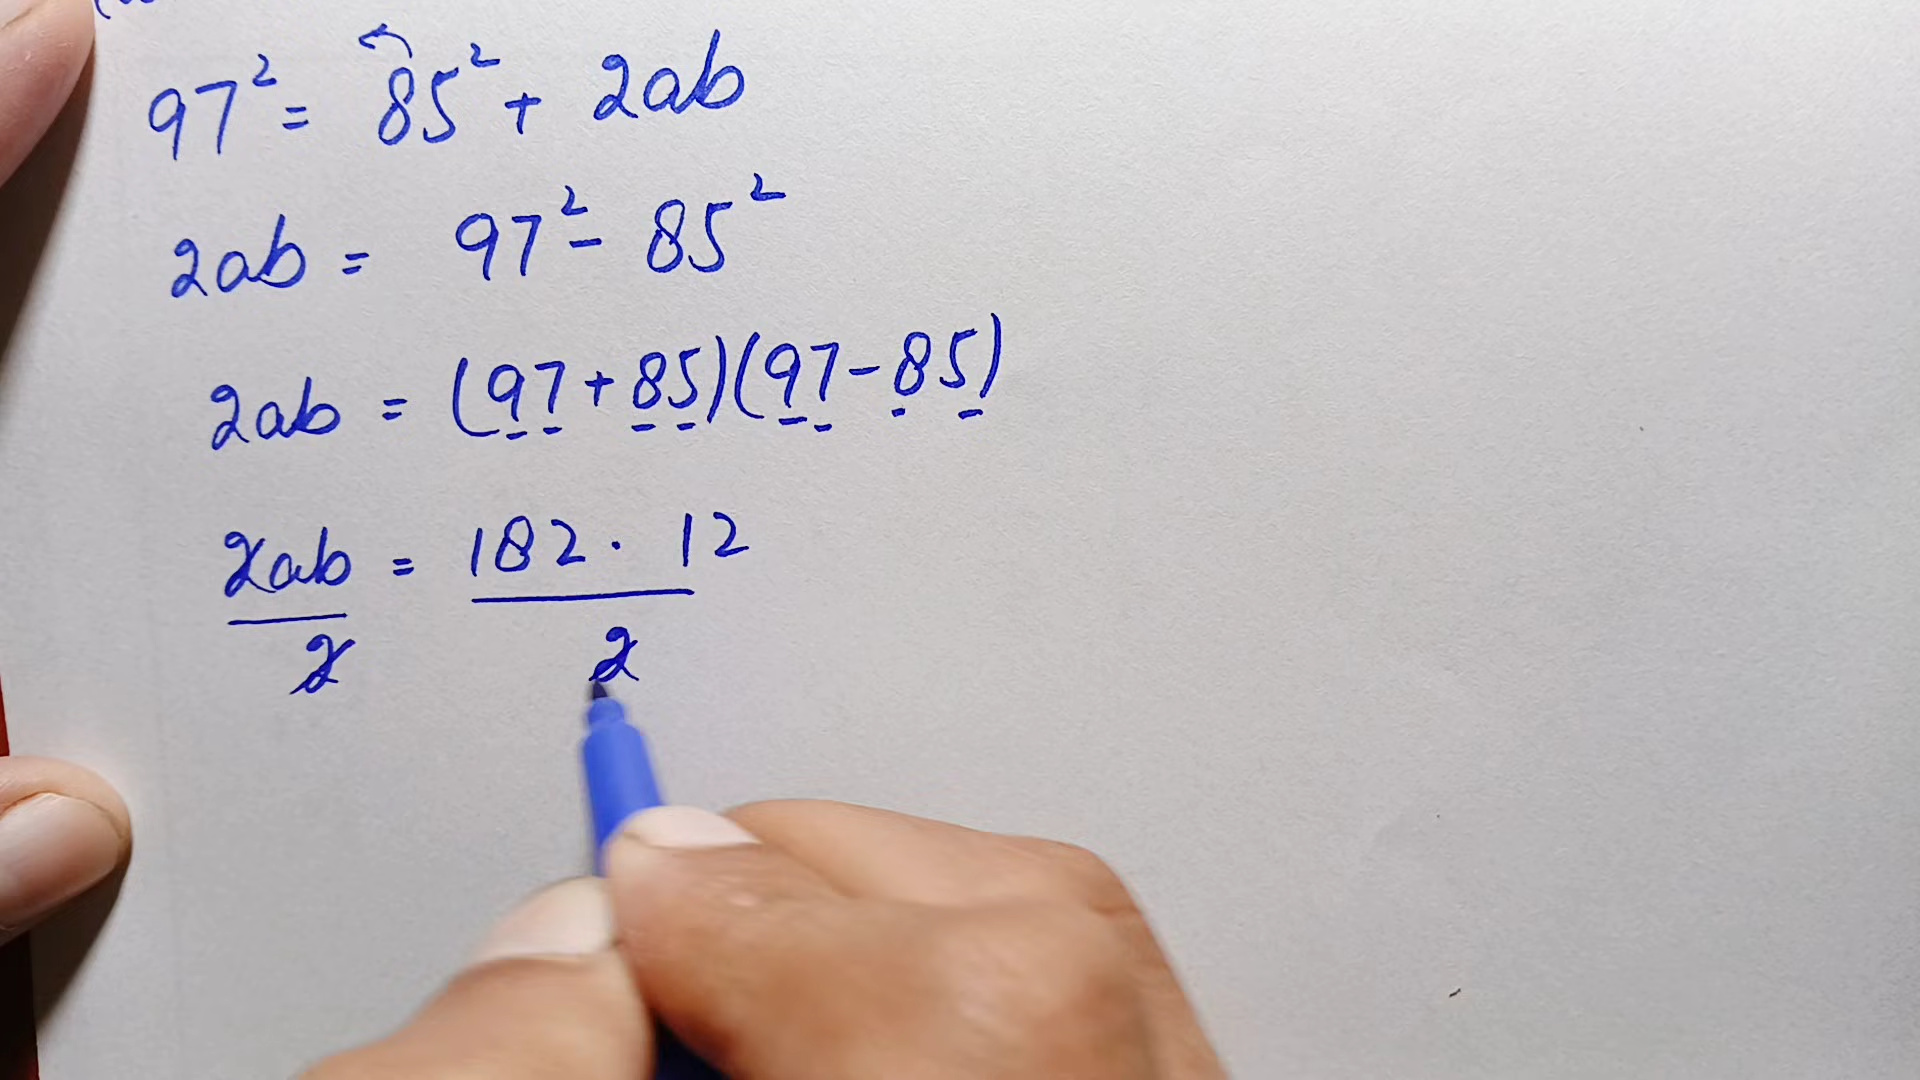 97² = 85² + 2ab
2ab = 97² - 85²
2ab = (97+85)(97-85)
2ab/2 = 182 · 12/2